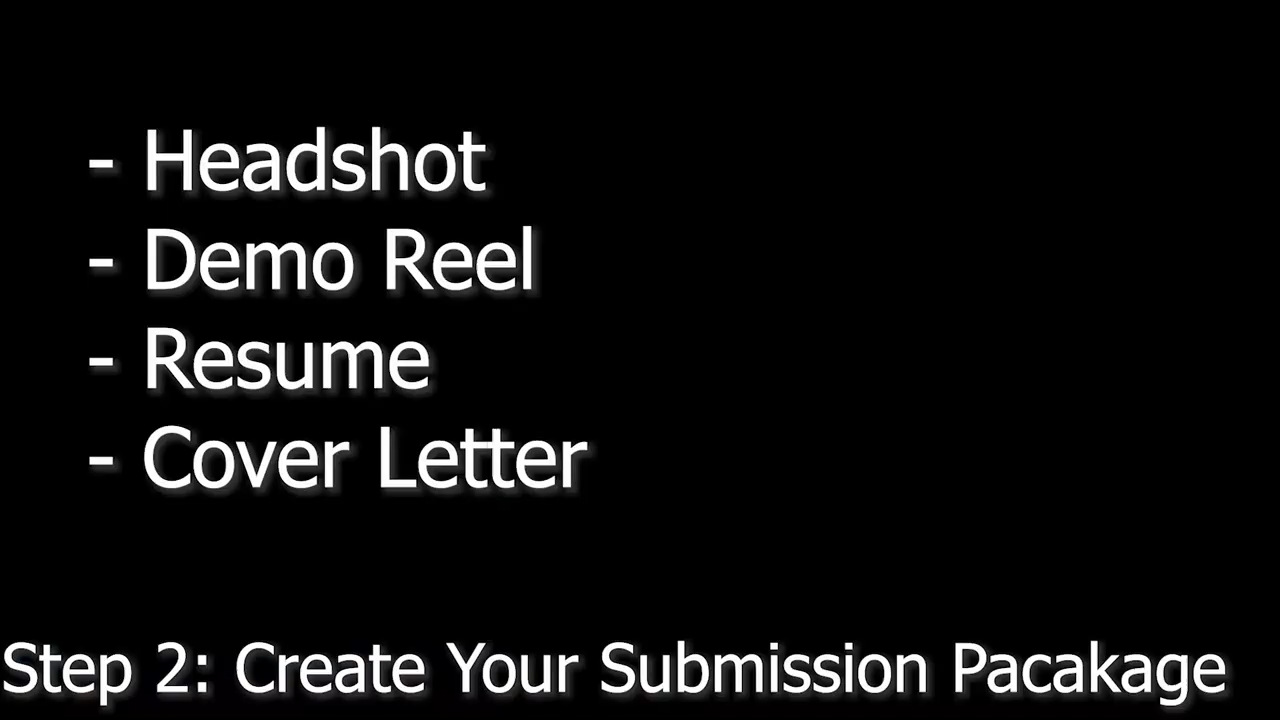 - Headshot
- Demo Reel
- Resume
- Cover Letter
Step 2: Create Your Submission Pacakage